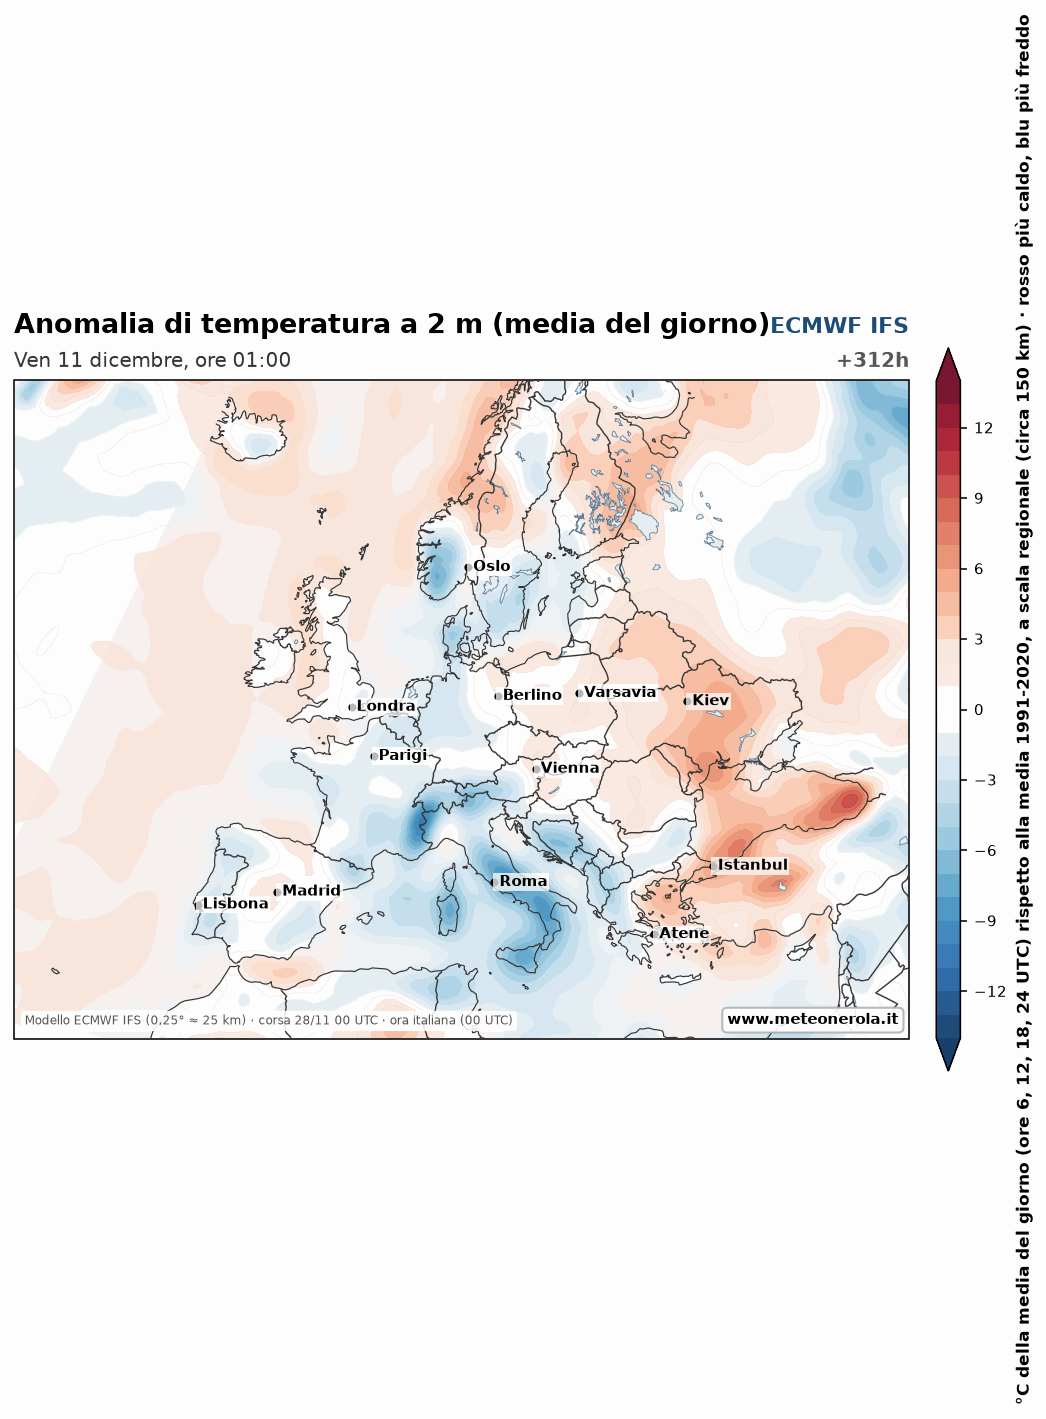 Anomalia di temperatura a 2 m (media del giorno)
ECMWF IFS
Ven 11 dicembre, ore 01:00
+312h
Oslo
Berlino
Varsavia
Kiev
Londra
Parigi
Vienna
Istanbul
Roma
Madrid
Lisbona
Atene
Modello ECMWF IFS (0,25° ≈ 25 km) · corsa 28/11 00 UTC · ora italiana (00 UTC)
www.meteonerola.it
12
9
6
3
0
−3
−6
−9
−12
°C della media del giorno (ore 6, 12, 18, 24 UTC) rispetto alla media 1991-2020, a scala regionale (circa 150 km) · rosso più caldo, blu più freddo